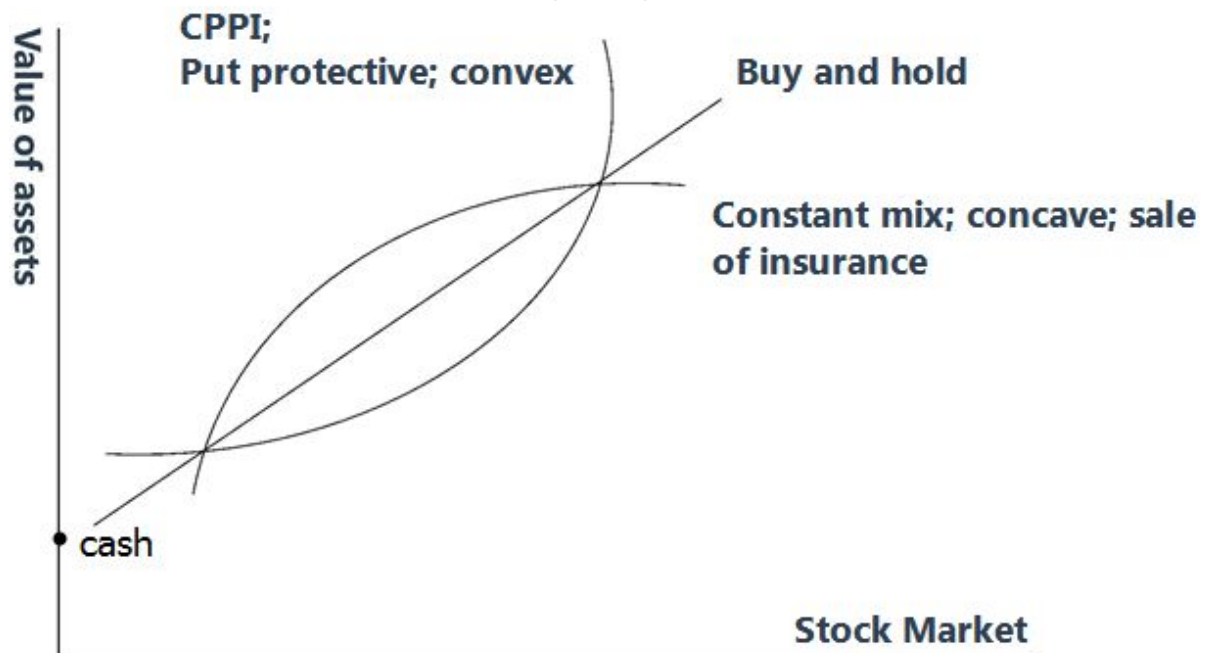 CPPI;
Put protective; convex
Buy and hold
Value of assets
Constant mix; concave; sale
of insurance
cash
Stock Market